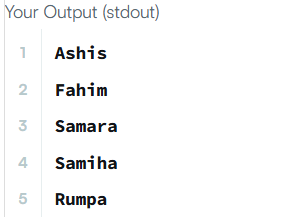 Your Output (stdout)
1 Ashis
2 Fahim
3 Samara
4 Samiha
5 Rumpa